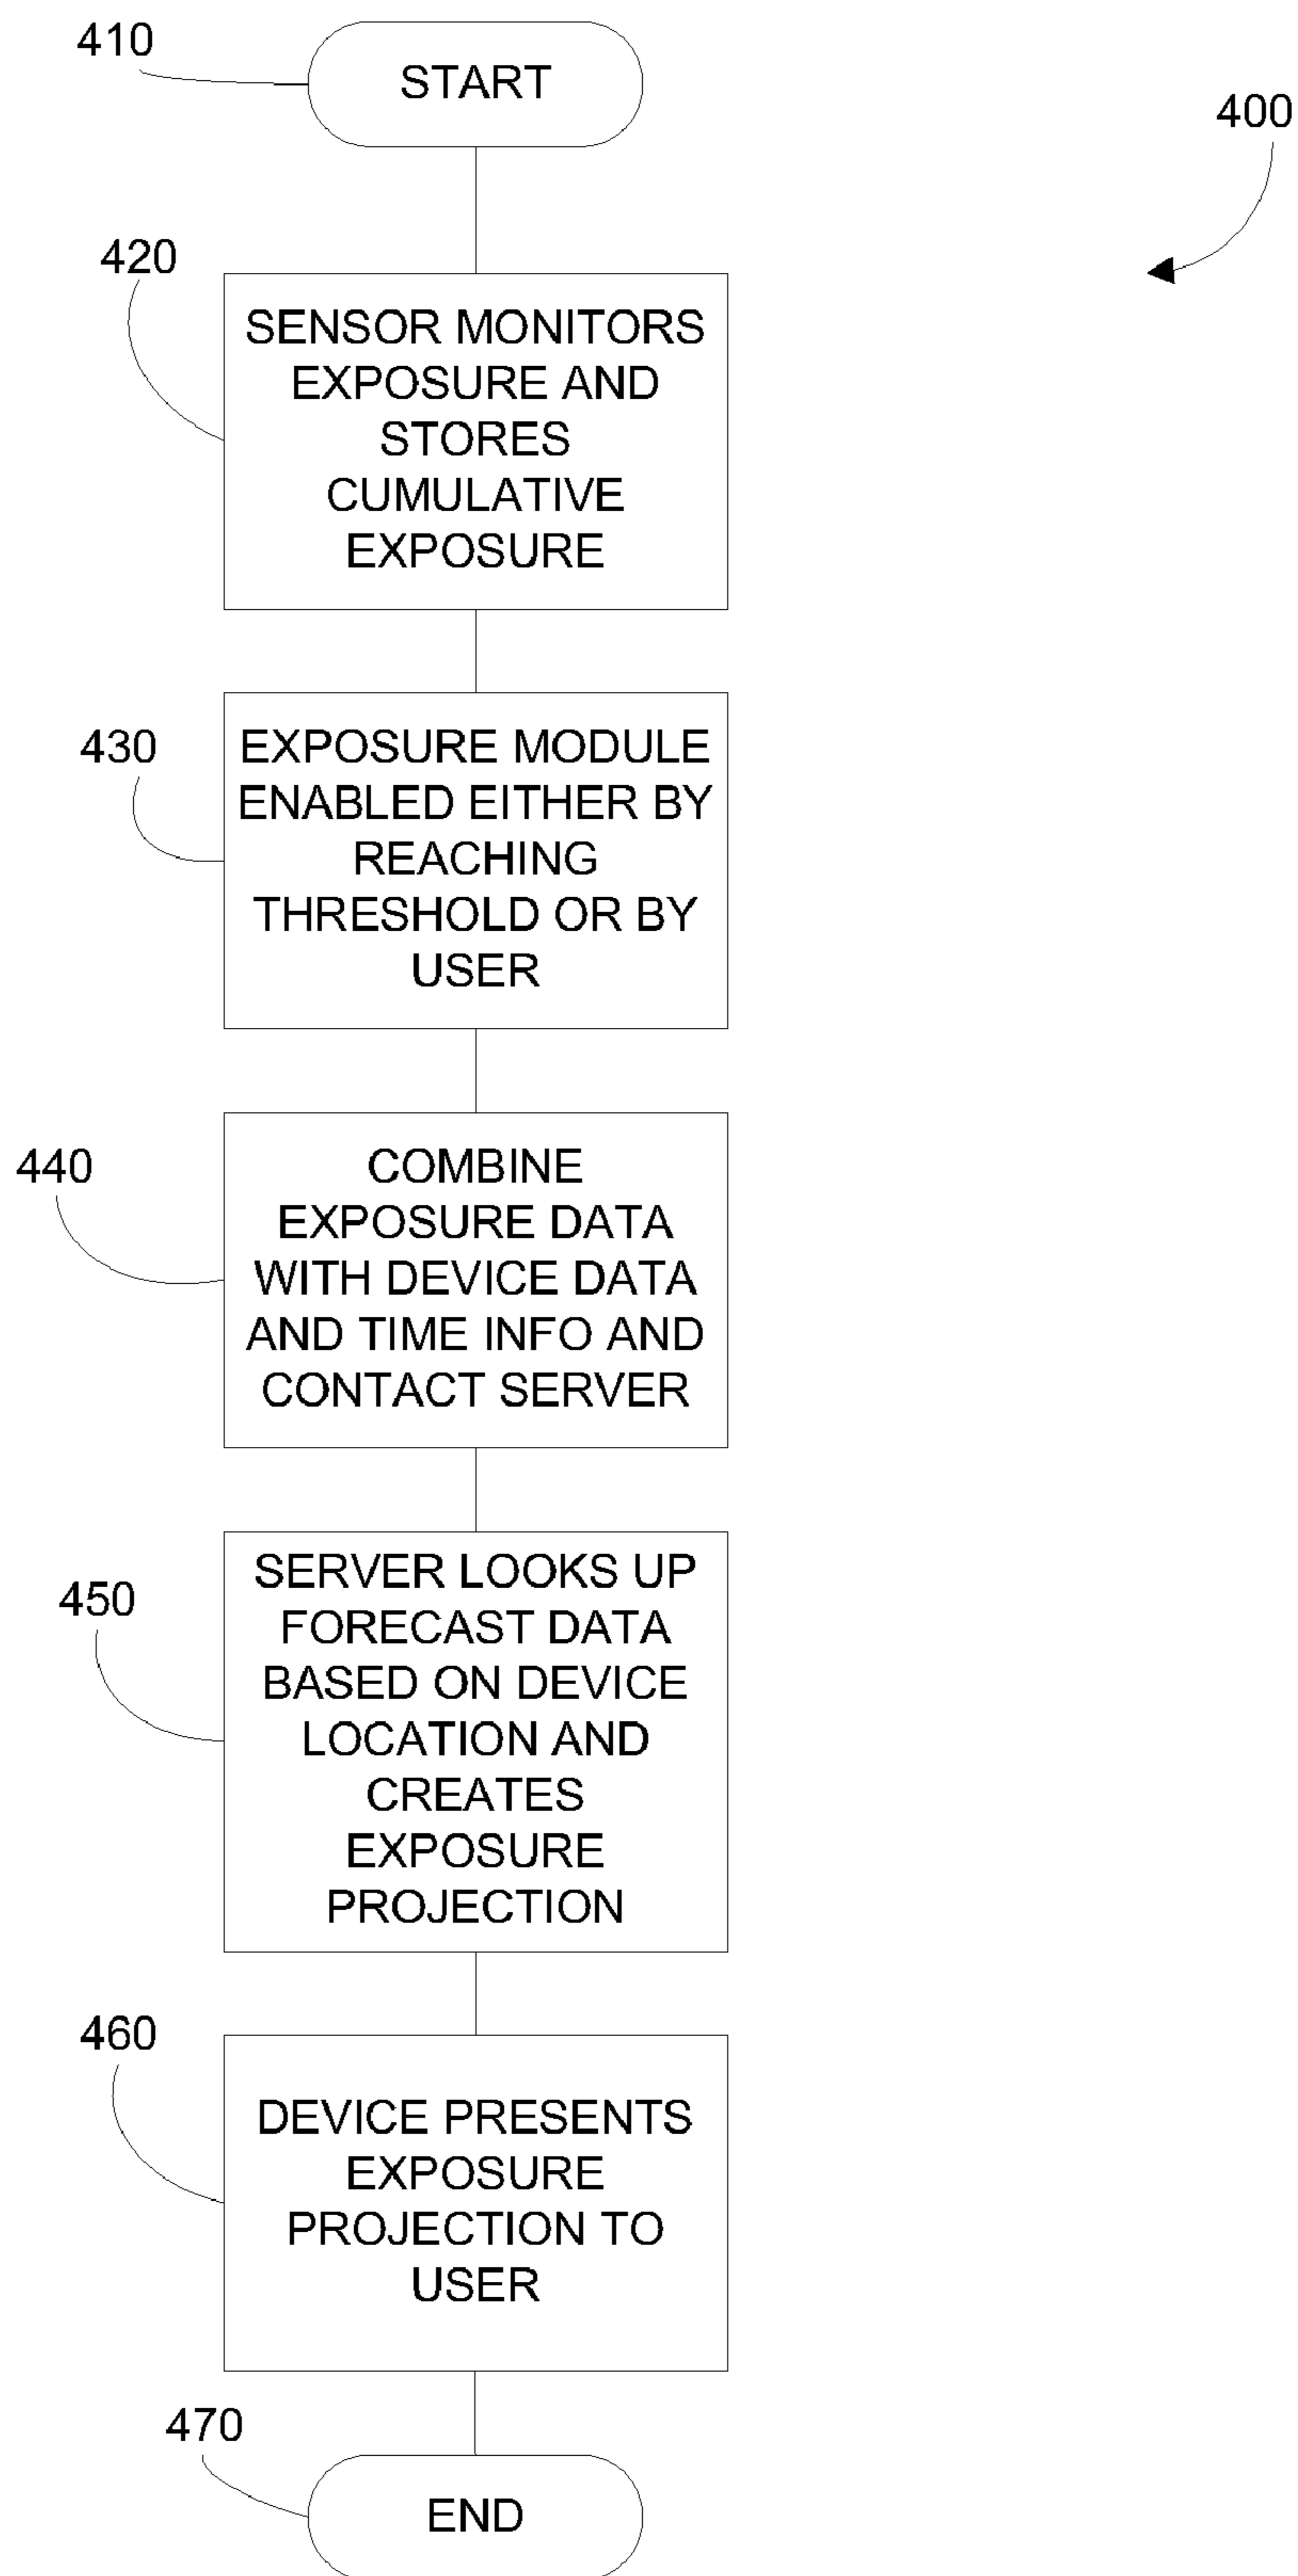 410
START
400
420
SENSOR MONITORS
EXPOSURE AND
STORES
CUMULATIVE
EXPOSURE
430
EXPOSURE MODULE
ENABLED EITHER BY
REACHING
THRESHOLD OR BY
USER
440
COMBINE
EXPOSURE DATA
WITH DEVICE DATA
AND TIME INFO AND
CONTACT SERVER
450
SERVER LOOKS UP
FORECAST DATA
BASED ON DEVICE
LOCATION AND
CREATES
EXPOSURE
PROJECTION
460
DEVICE PRESENTS
EXPOSURE
PROJECTION TO
USER
470
END